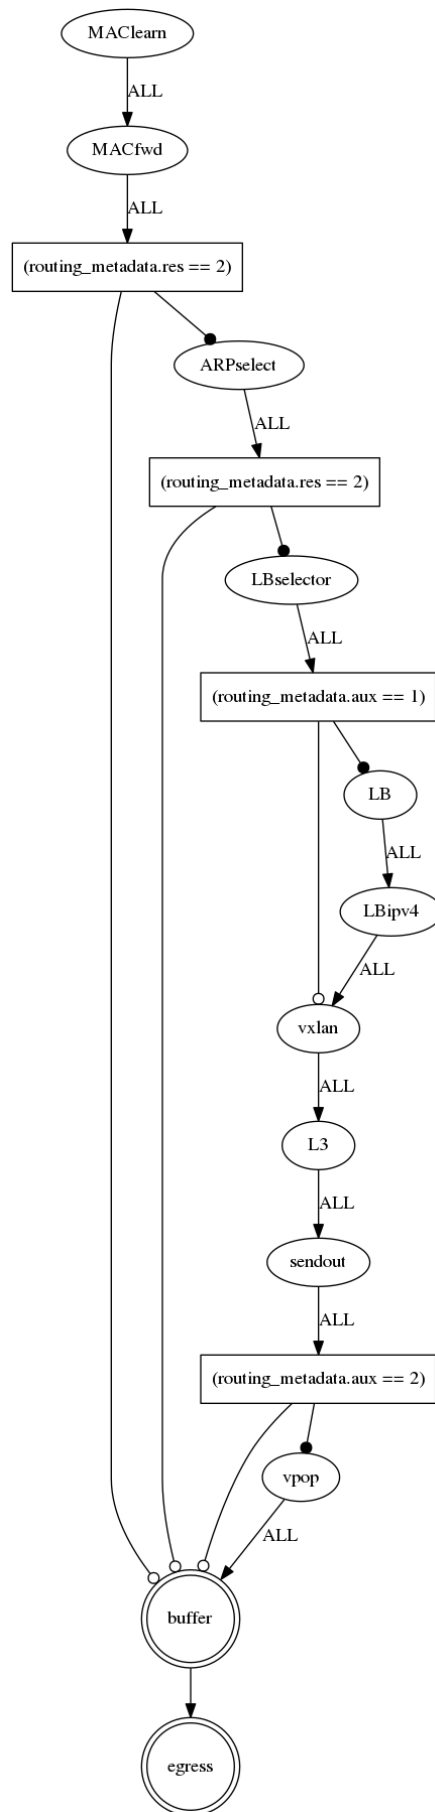 MAClearn
ALL
MACfwd
ALL
(routing_metadata.res == 2)
ARPselect
ALL
(routing_metadata.res == 2)
LBselector
ALL
(routing_metadata.aux == 1)
LB
ALL
LBipv4
ALL
vxlan
ALL
L3
ALL
sendout
ALL
(routing_metadata.aux == 2)
vpop
ALL
buffer
egress